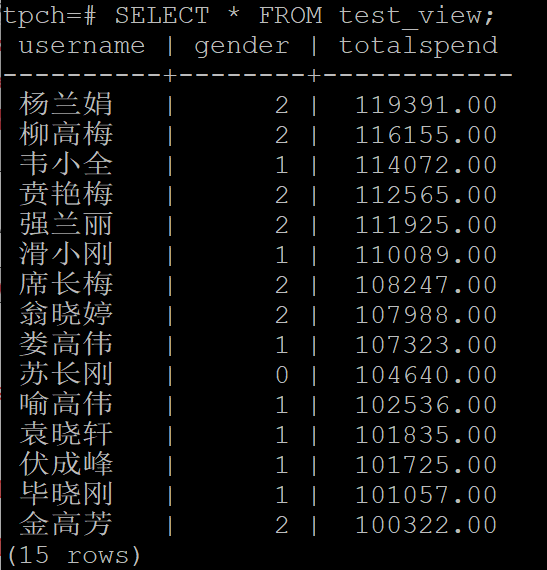 tpch=# SELECT * FROM test_view;
 username | gender | totalspend
----------+--------+------------
 杨兰娟   |      2 |  119391.00
 柳高梅   |      2 |  116155.00
 韦小全   |      1 |  114072.00
 贲艳梅   |      2 |  112565.00
 强兰丽   |      2 |  111925.00
 滑小刚   |      1 |  110089.00
 席长梅   |      2 |  108247.00
 翁晓婷   |      2 |  107988.00
 娄高伟   |      1 |  107323.00
 苏长刚   |      0 |  104640.00
 喻高伟   |      1 |  102536.00
 袁晓轩   |      1 |  101835.00
 伏成峰   |      1 |  101725.00
 毕晓刚   |      1 |  101057.00
 金高芳   |      2 |  100322.00
(15 rows)